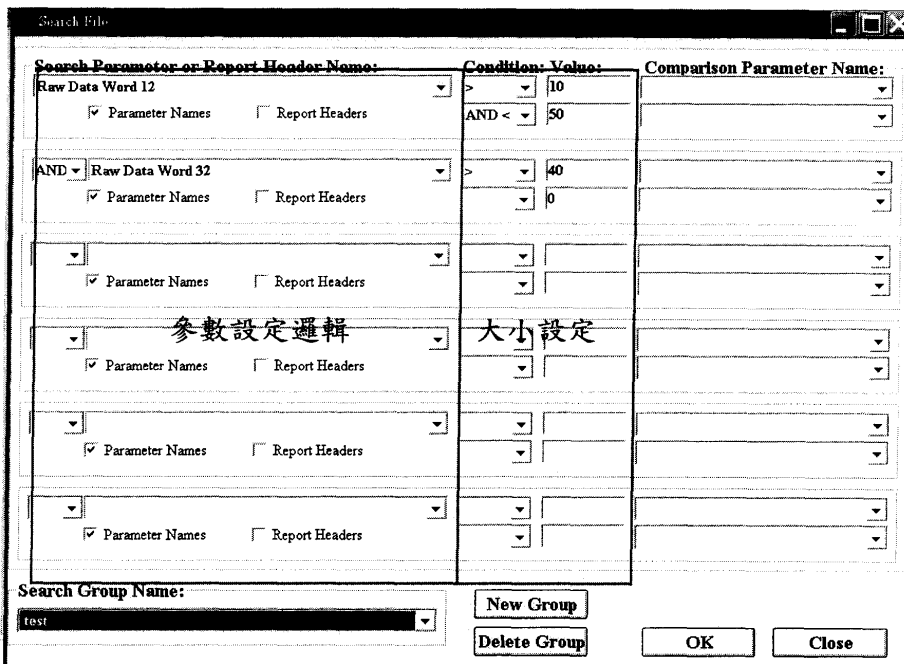 Search File
Search Parameter or Report Header Name: Condition: Value: Comparison Parameter Name:
Raw Data Word 12 > 10
Parameter Names Report Headers AND < 50
AND Raw Data Word 32 > 40
Parameter Names Report Headers 0
Parameter Names Report Headers
參數設定邏輯 大小設定
Parameter Names Report Headers
Parameter Names Report Headers
Parameter Names Report Headers
Search Group Name:
test
New Group
Delete Group OK Close